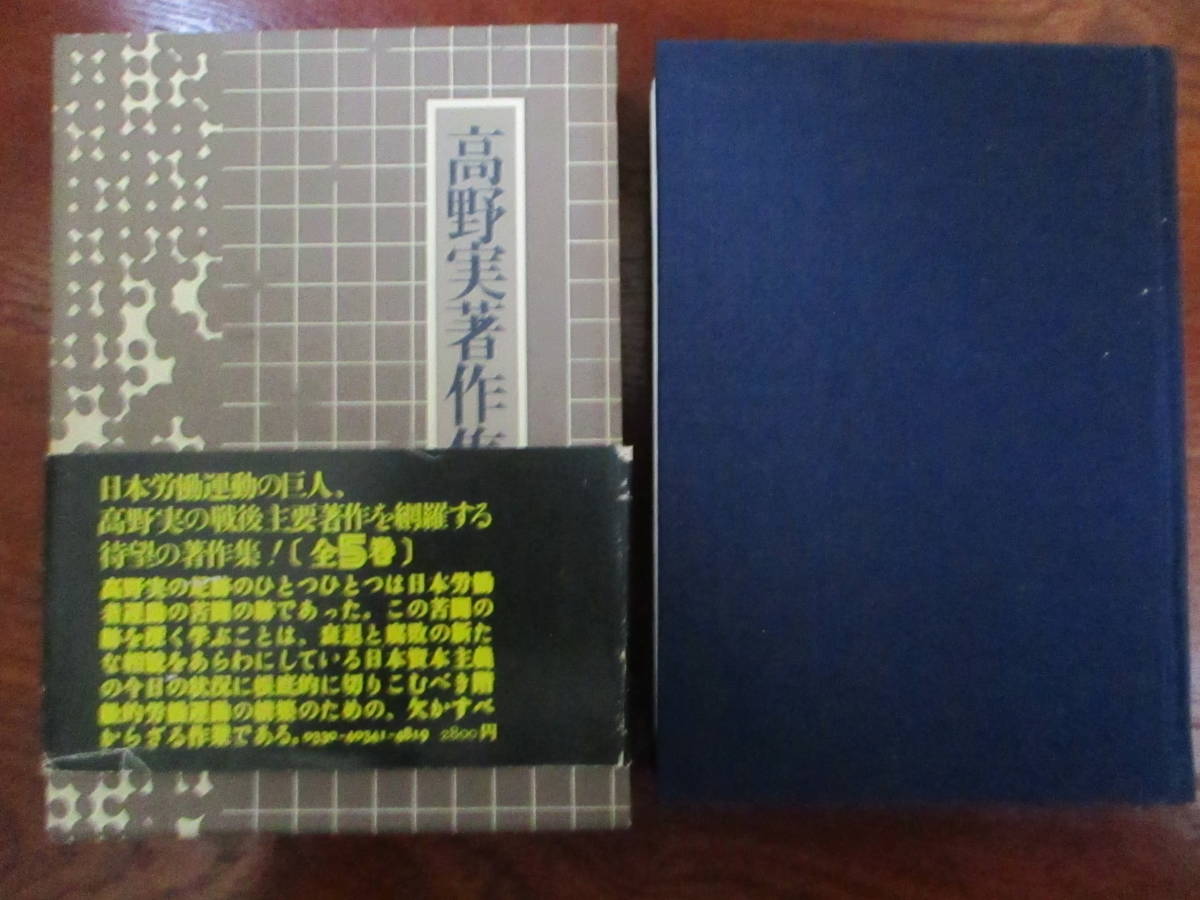 高野実著作集
日本労働運動の巨人、
高野実の戦後主要著作を網羅する
待望の著作集!〔全5巻〕
高野実の足跡のひとつひとつは日本労働
者運動の苦闘の跡であった。この苦闘の
跡を深く学ぶことは、衰退と腐敗の新た
な相貌をあらわにしている日本資本主義
の今日の状況に根底的に切りこむべき階
級的労働運動の構築のための、欠かすべ
からざる作業である。0330-40341-4819 2800円